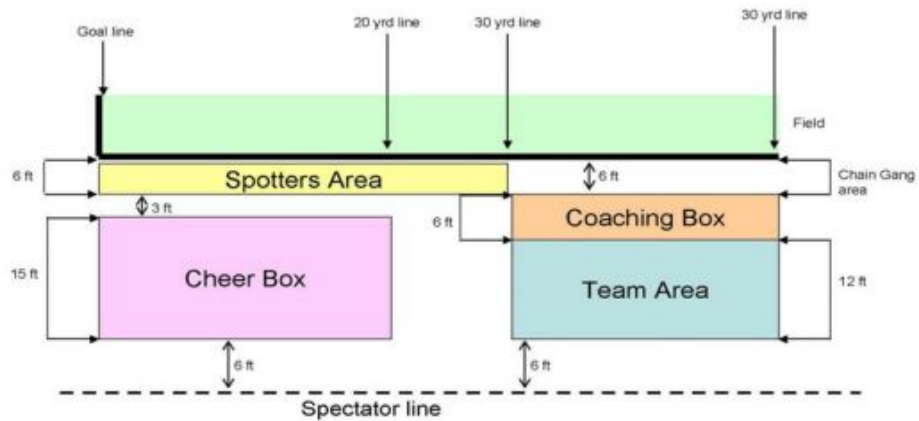 Goal line
20 yrd line
30 yrd line
30 yrd line
Field
6 ft
Spotters Area
6 ft
Chain Gang
area
3 ft
6 ft
Coaching Box
15 ft
Cheer Box
Team Area
12 ft
6 ft
6 ft
Spectator line